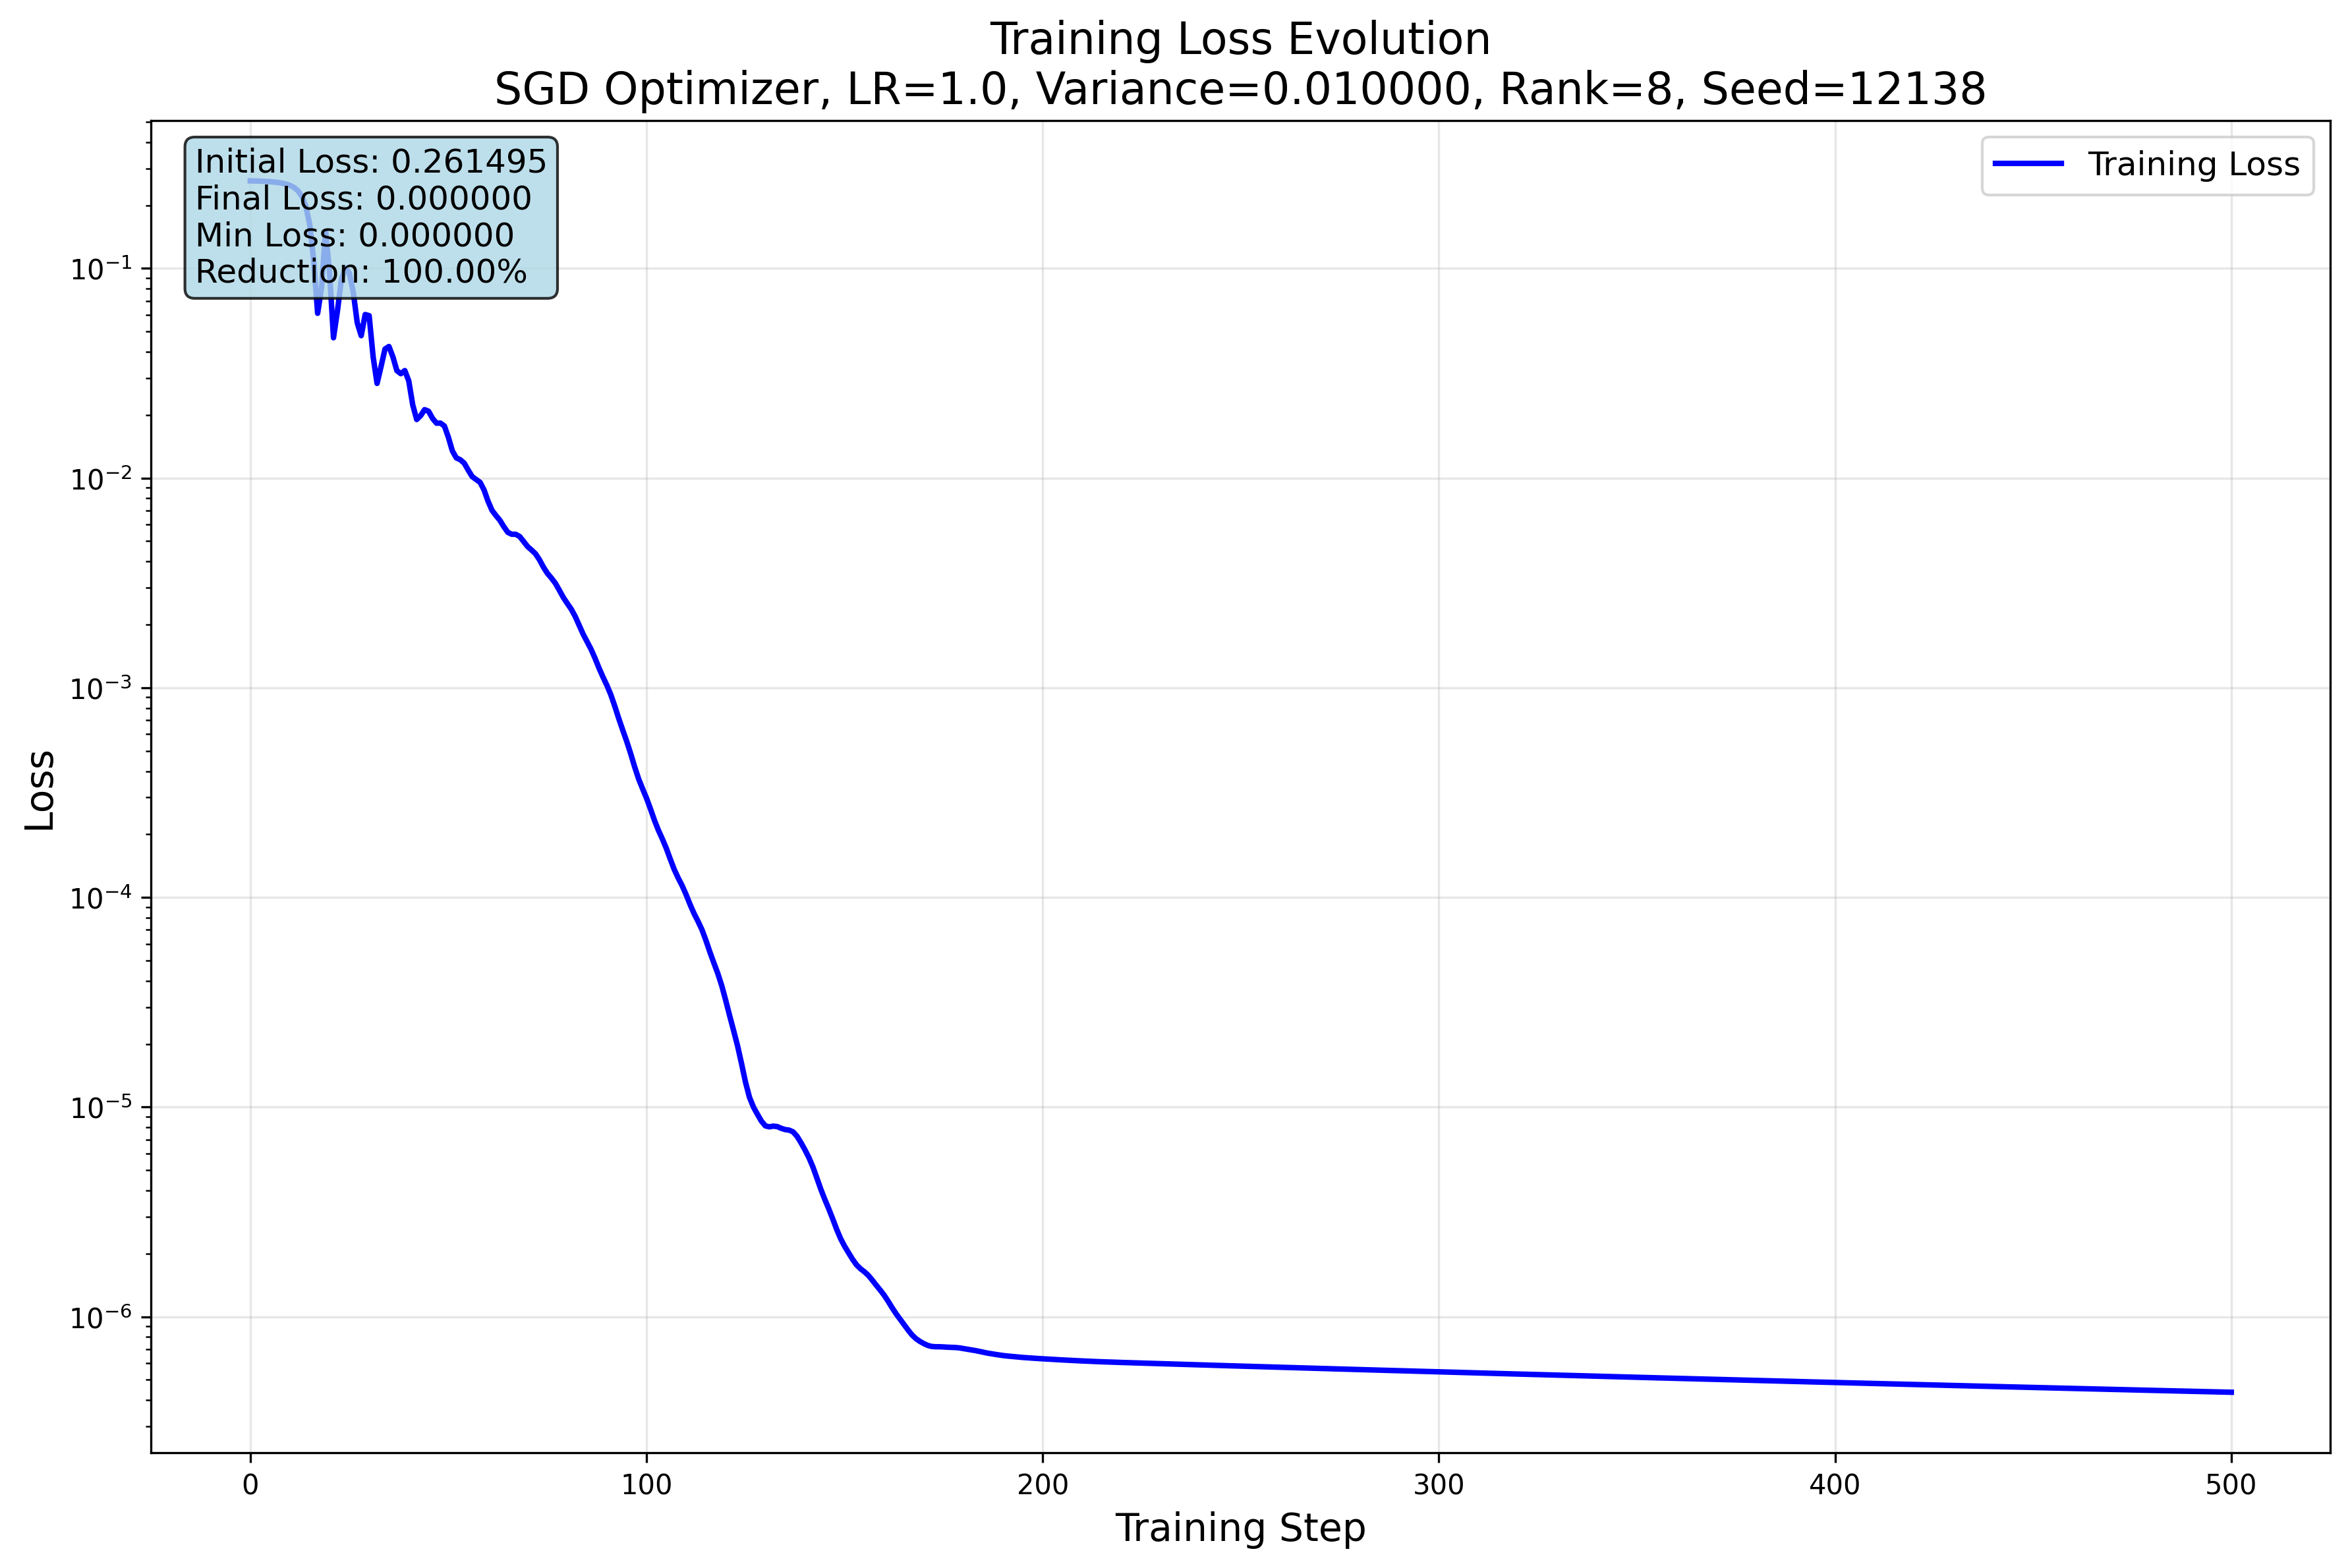 Training Loss Evolution
SGD Optimizer, LR=1.0, Variance=0.010000, Rank=8, Seed=12138
Initial Loss: 0.261495
Final Loss: 0.000000
Min Loss: 0.000000
Reduction: 100.00%
Training Loss
Loss
10⁻¹
10⁻²
10⁻³
10⁻⁴
10⁻⁵
10⁻⁶
0 100 200 300 400 500
Training Step